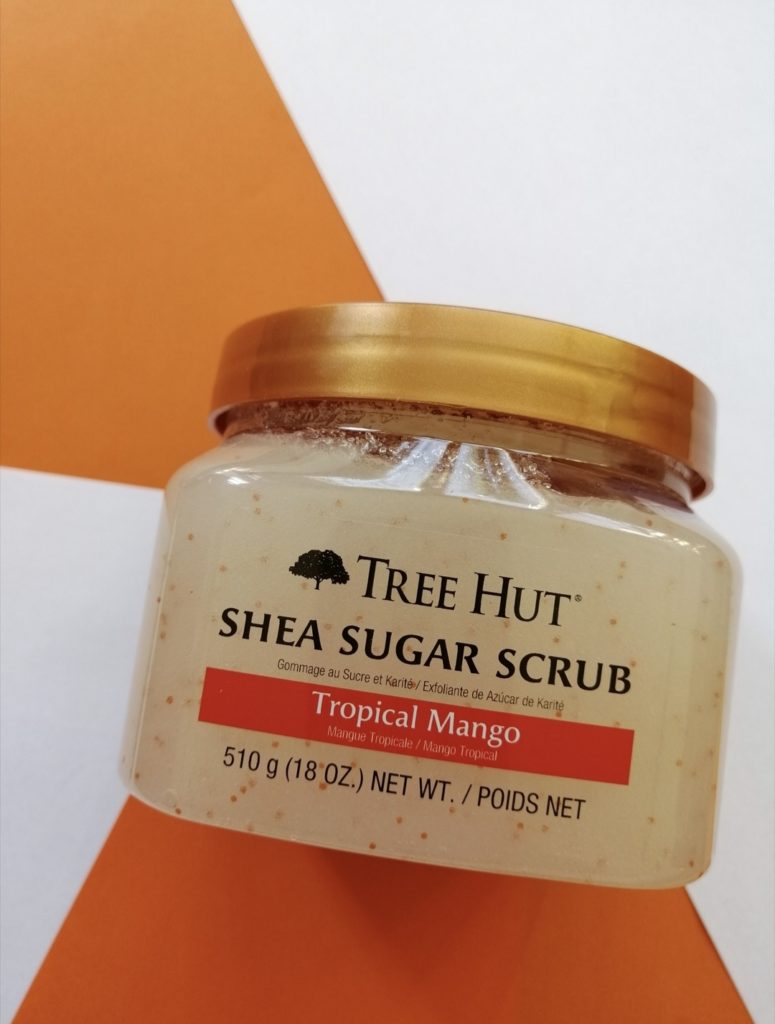 TREE HUT®
SHEA SUGAR SCRUB
Gommage au Sucre et Karité / Exfoliante de Azúcar de Karité
Tropical Mango
Mangue Tropicale / Mango Tropical
510 g (18 OZ.) NET WT. / POIDS NET